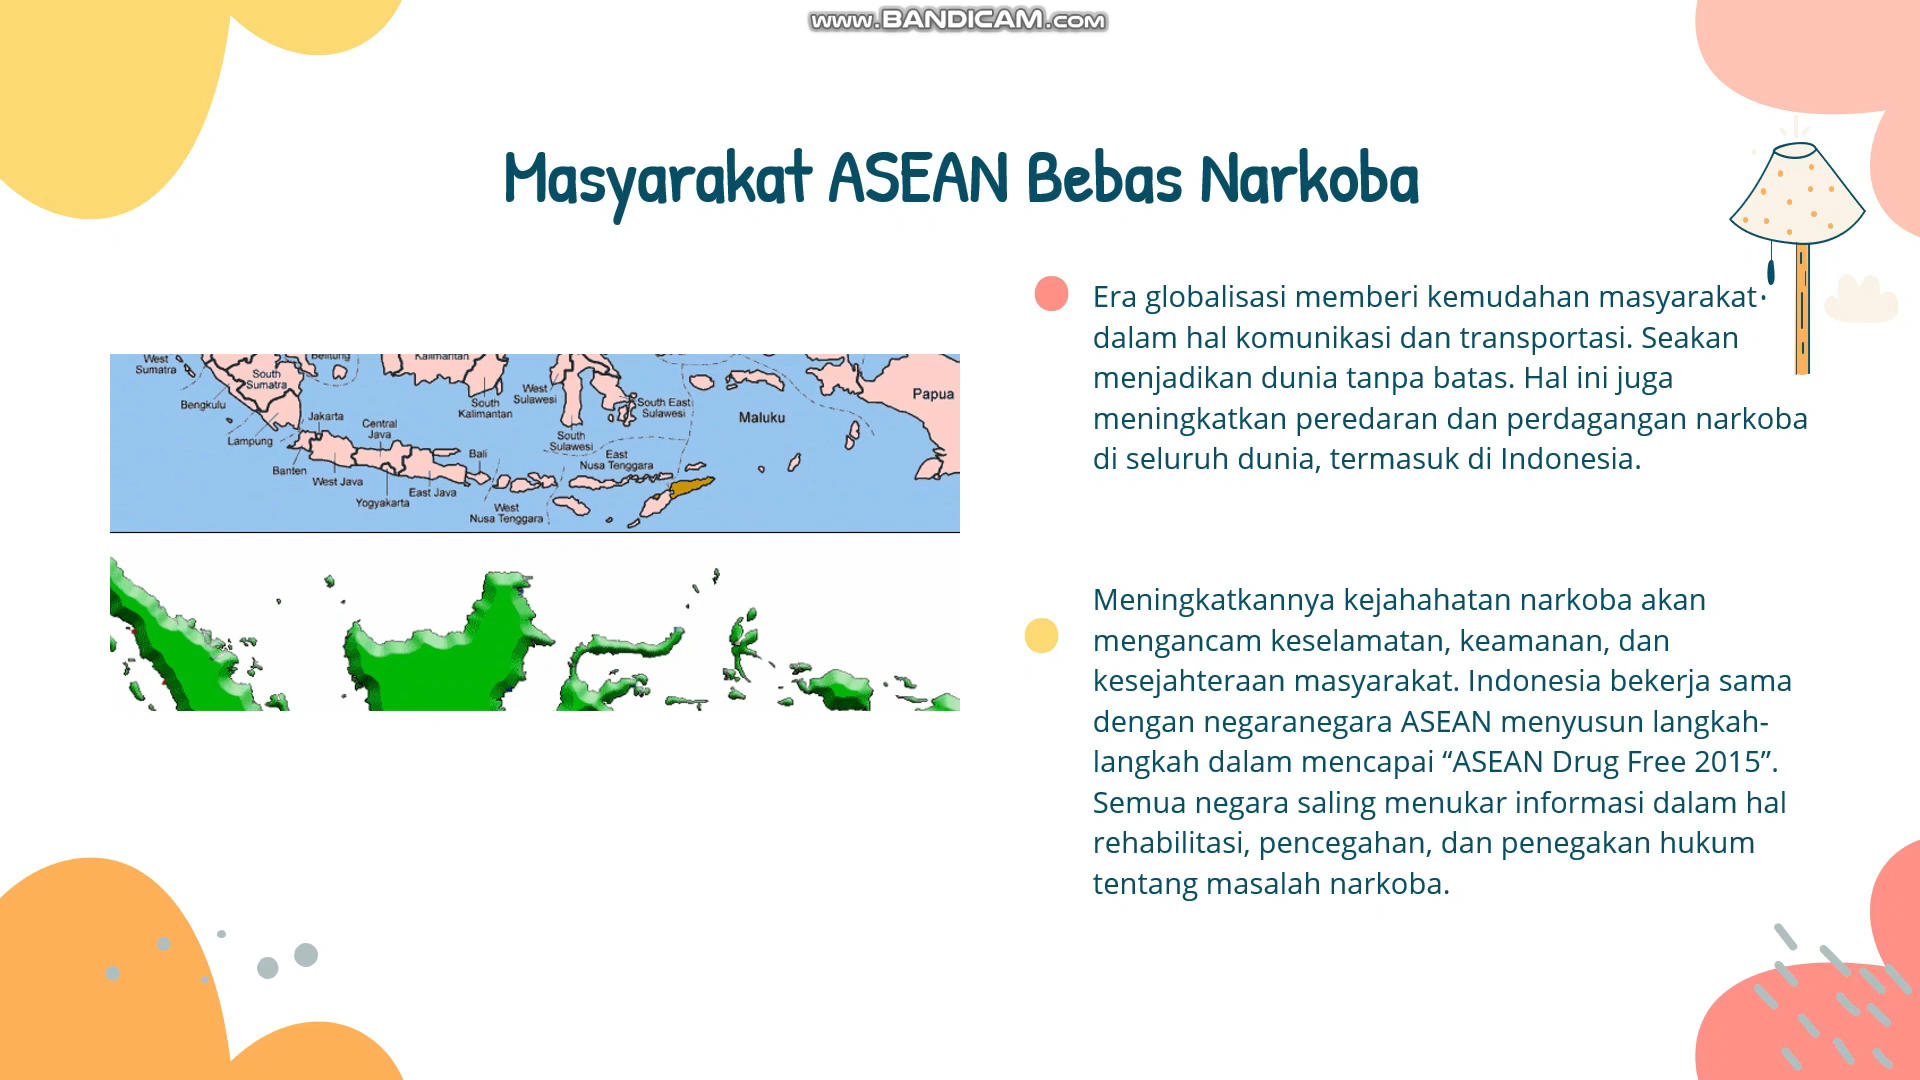 www.BANDICAM.com
Masyarakat ASEAN Bebas Narkoba
Era globalisasi memberi kemudahan masyarakat
dalam hal komunikasi dan transportasi. Seakan
menjadikan dunia tanpa batas. Hal ini juga
meningkatkan peredaran dan perdagangan narkoba
di seluruh dunia, termasuk di Indonesia.
Meningkatkannya kejahahatan narkoba akan
mengancam keselamatan, keamanan, dan
kesejahteraan masyarakat. Indonesia bekerja sama
dengan negaranegara ASEAN menyusun langkah-
langkah dalam mencapai “ASEAN Drug Free 2015”.
Semua negara saling menukar informasi dalam hal
rehabilitasi, pencegahan, dan penegakan hukum
tentang masalah narkoba.
West
Sumatra
South
Sumatra
Bengkulu
Lampung
Belitung
Jakarta
Banten
West Java
Central
Java
Yogyakarta
East Java
Bali
Kalimantan
South
Kalimantan
West
Sulawesi
South
Sulawesi
South East
Sulawesi
West
Nusa Tenggara
East
Nusa Tenggara
Maluku
Papua